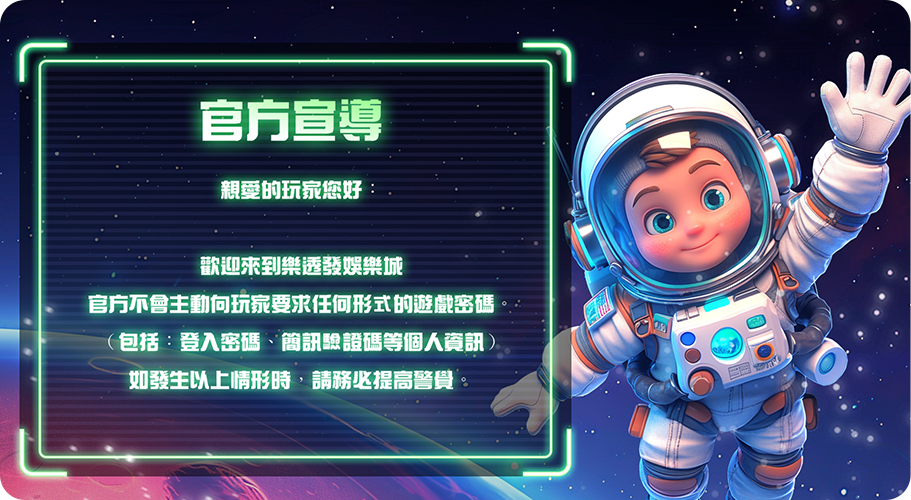 官方宣導
親愛的玩家您好：
歡迎來到樂透發娛樂城
官方不會主動向玩家要求任何形式的遊戲密碼。
（包括：登入密碼、簡訊驗證碼等個人資訊）
如發生以上情形時，請務必提高警覺。